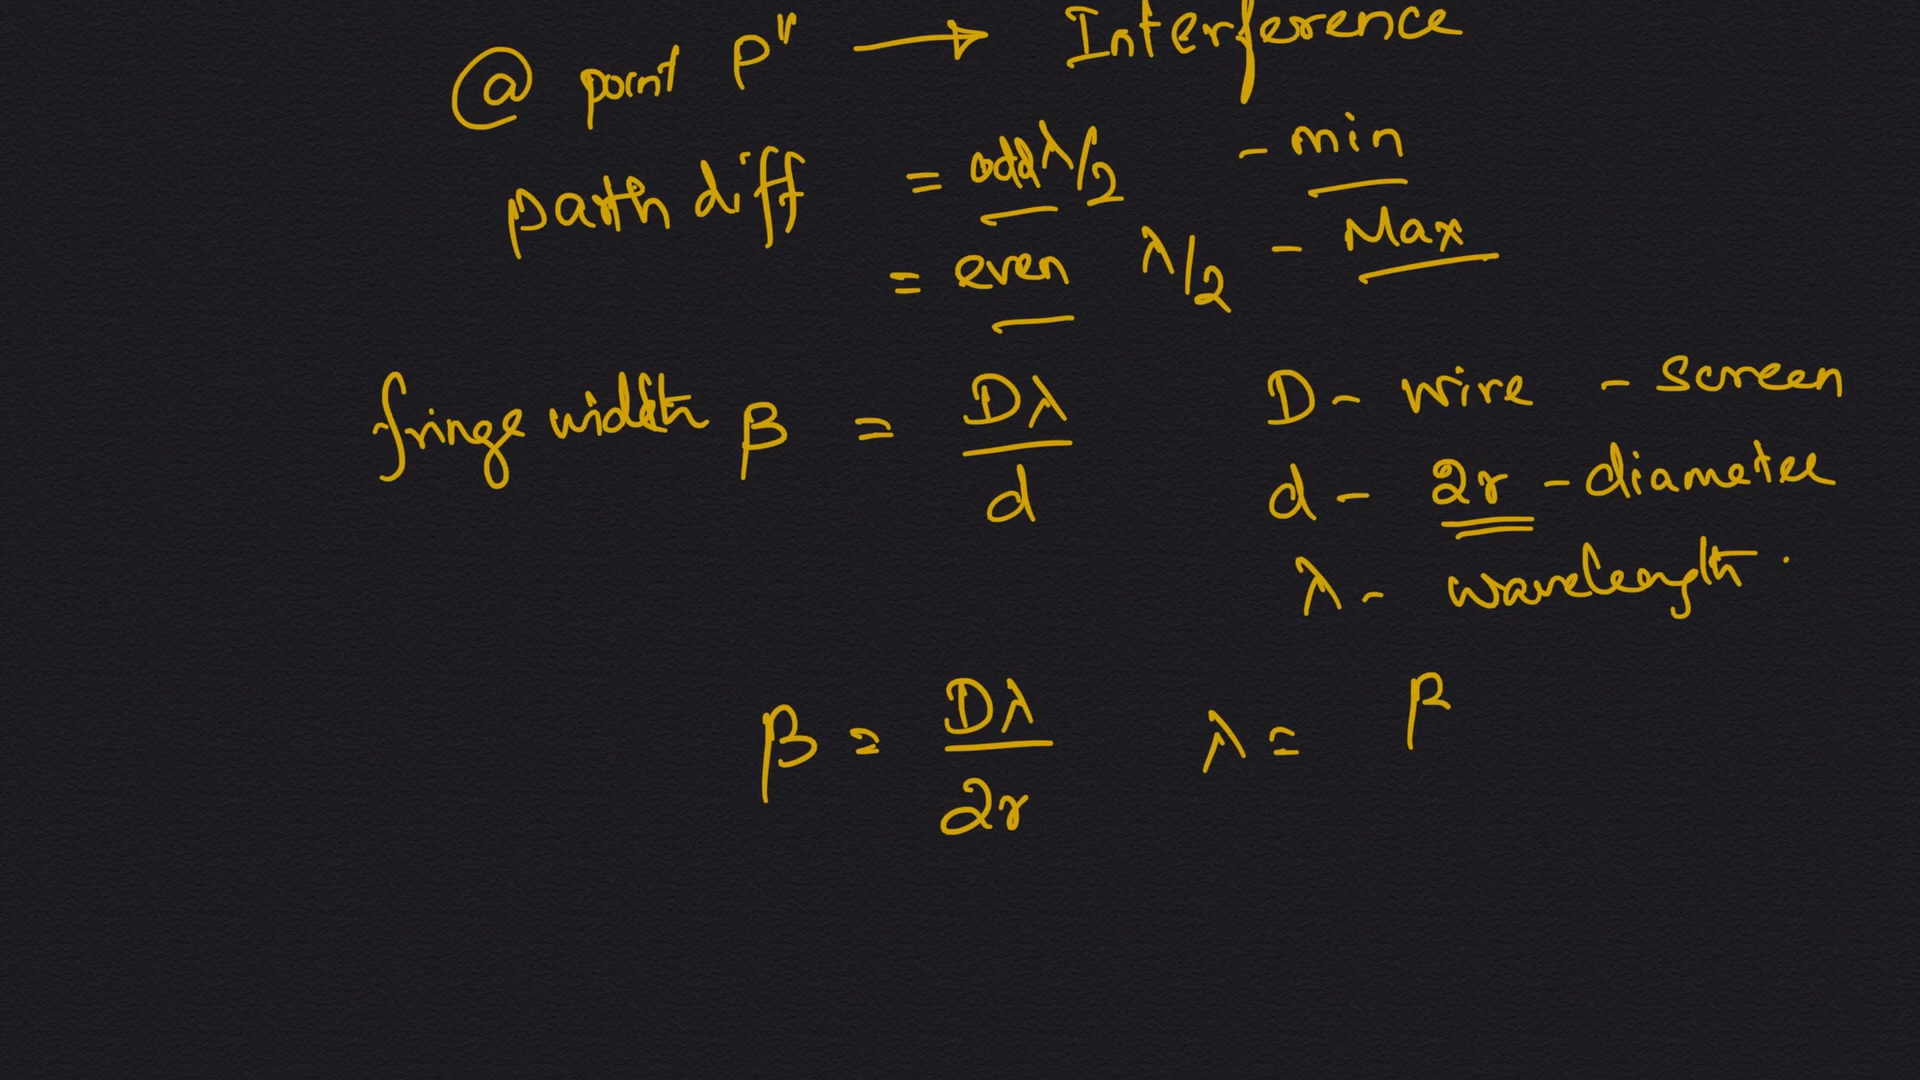 @ point P" → Interference
path diff = odd λ/2 - min
= even λ/2 - Max
fringe width β = Dλ/d D - wire - screen
d - 2r - diameter
λ - wavelength.
β = Dλ/2r λ = β